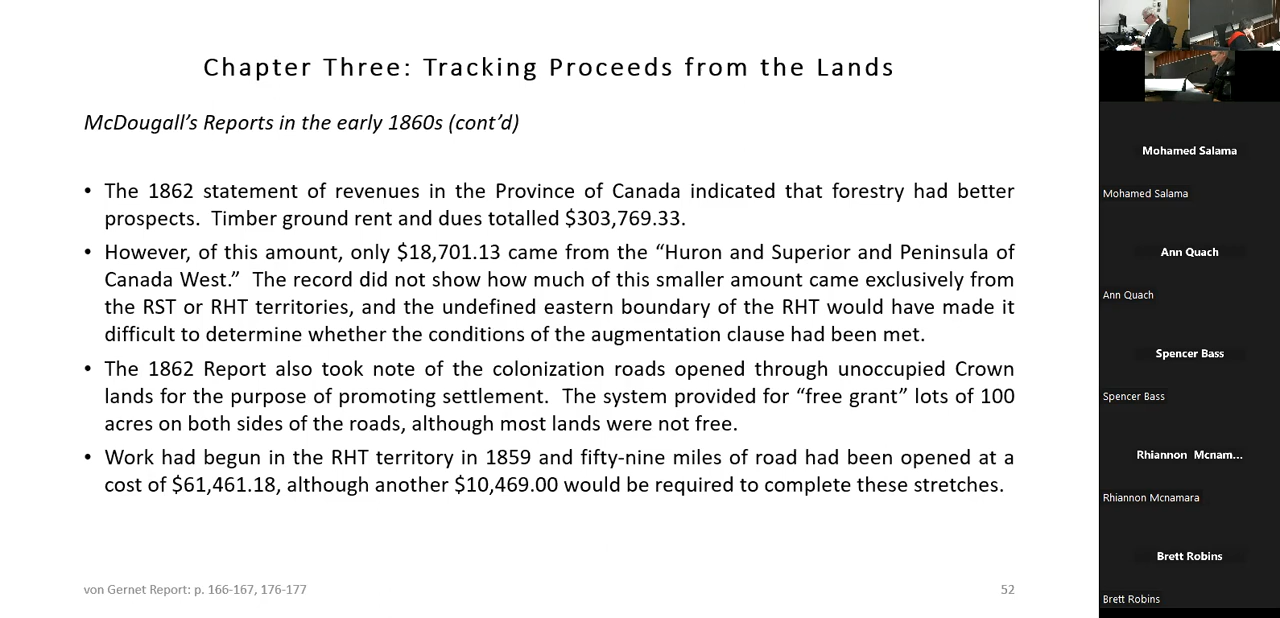 Chapter Three: Tracking Proceeds from the Lands
McDougall’s Reports in the early 1860s (cont’d)
• The 1862 statement of revenues in the Province of Canada indicated that forestry had better
prospects.  Timber ground rent and dues totalled $303,769.33.
• However, of this amount, only $18,701.13 came from the “Huron and Superior and Peninsula of
Canada West.”  The record did not show how much of this smaller amount came exclusively from
the RST or RHT territories, and the undefined eastern boundary of the RHT would have made it
difficult to determine whether the conditions of the augmentation clause had been met.
• The 1862 Report also took note of the colonization roads opened through unoccupied Crown
lands for the purpose of promoting settlement.  The system provided for “free grant” lots of 100
acres on both sides of the roads, although most lands were not free.
• Work had begun in the RHT territory in 1859 and fifty-nine miles of road had been opened at a
cost of $61,461.18, although another $10,469.00 would be required to complete these stretches.
von Gernet Report: p. 166-167, 176-177
52
Mohamed Salama
Mohamed Salama
Ann Quach
Ann Quach
Spencer Bass
Spencer Bass
Rhiannon Mcnam...
Rhiannon Mcnamara
Brett Robins
Brett Robins